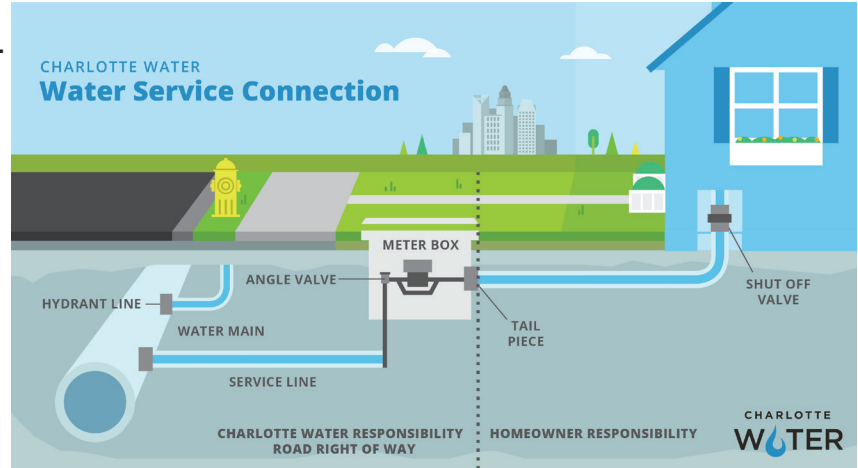 CHARLOTTE WATER
Water Service Connection
METER BOX
ANGLE VALVE
HYDRANT LINE
SHUT OFF
VALVE
TAIL
PIECE
WATER MAIN
SERVICE LINE
CHARLOTTE WATER RESPONSIBILITY
ROAD RIGHT OF WAY
HOMEOWNER RESPONSIBILITY
CHARLOTTE
WATER